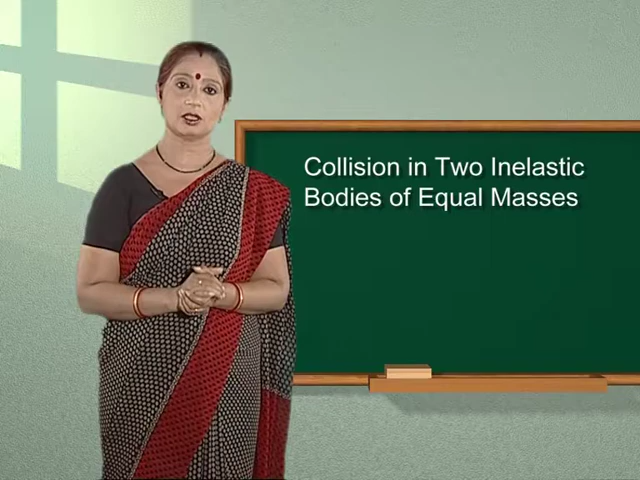 Collision in Two Inelastic
Bodies of Equal Masses